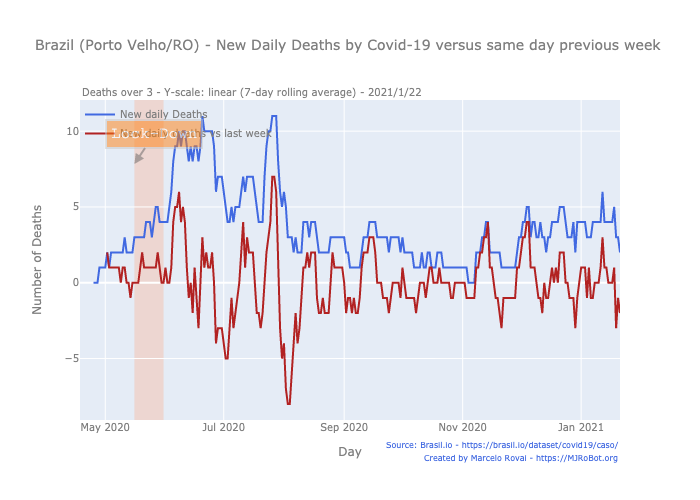 Brazil (Porto Velho/RO) - New Daily Deaths by Covid-19 versus same day previous week
Deaths over 3 - Y-scale: linear (7-day rolling average) - 2021/1/22
New daily Deaths
New daily Deaths vs last week
10
5
0
−5
Number of Deaths
May 2020
Jul 2020
Sep 2020
Nov 2020
Jan 2021
Day
Source: Brasil.io - https://brasil.io/dataset/covid19/caso/
Created by Marcelo Rovai - https://MJRoBot.org